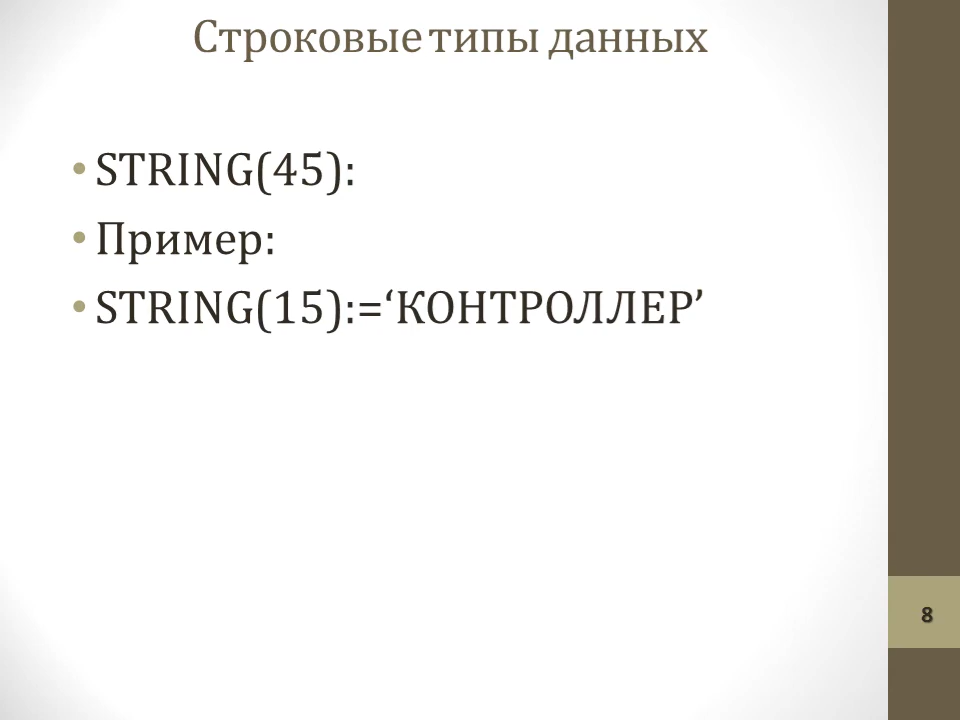 Строковые типы данных
• STRING(45):
• Пример:
• STRING(15):=‘КОНТРОЛЛЕР’
8